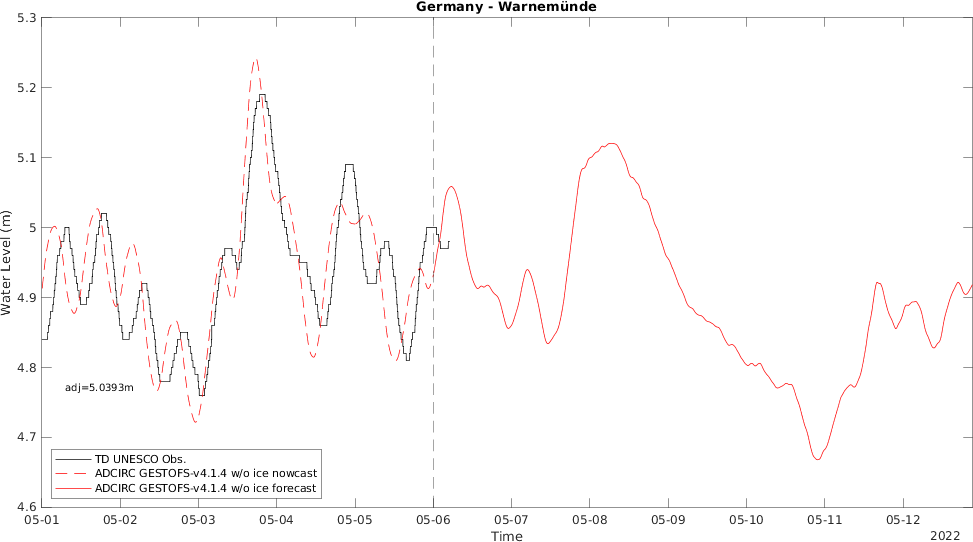 Germany - Warnemünde
5.3
5.2
5.1
5
4.9
4.8
4.7
4.6
Water Level (m)
adj=5.0393m
TD UNESCO Obs.
ADCIRC GESTOFS-v4.1.4 w/o ice nowcast
ADCIRC GESTOFS-v4.1.4 w/o ice forecast
05-01 05-02 05-03 05-04 05-05 05-06 05-07 05-08 05-09 05-10 05-11 05-12
Time
2022